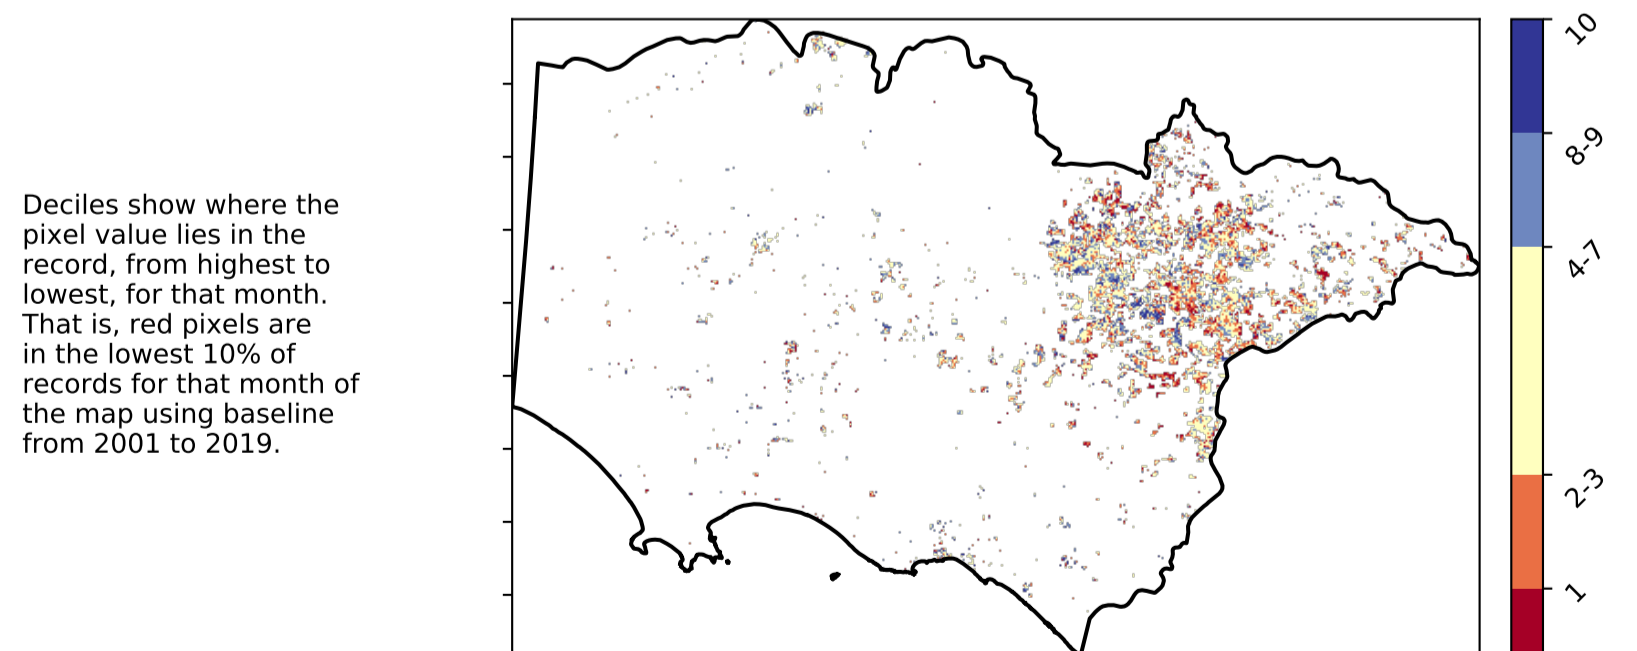 Deciles show where the
pixel value lies in the
record, from highest to
lowest, for that month.
That is, red pixels are
in the lowest 10% of
records for that month of
the map using baseline
from 2001 to 2019.
10
8-9
4-7
2-3
1